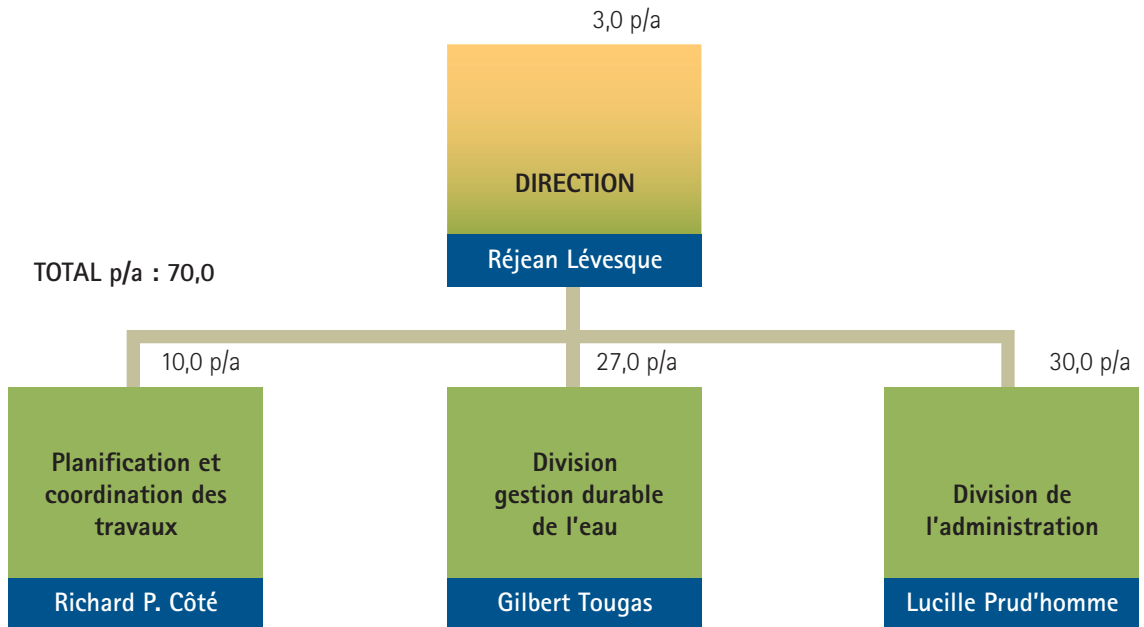 3,0 p/a
DIRECTION
Réjean Lévesque
TOTAL p/a : 70,0
10,0 p/a
27,0 p/a
30,0 p/a
Planification et
coordination des
travaux
Richard P. Côté
Division
gestion durable
de l'eau
Gilbert Tougas
Division de
l'administration
Lucille Prud'homme